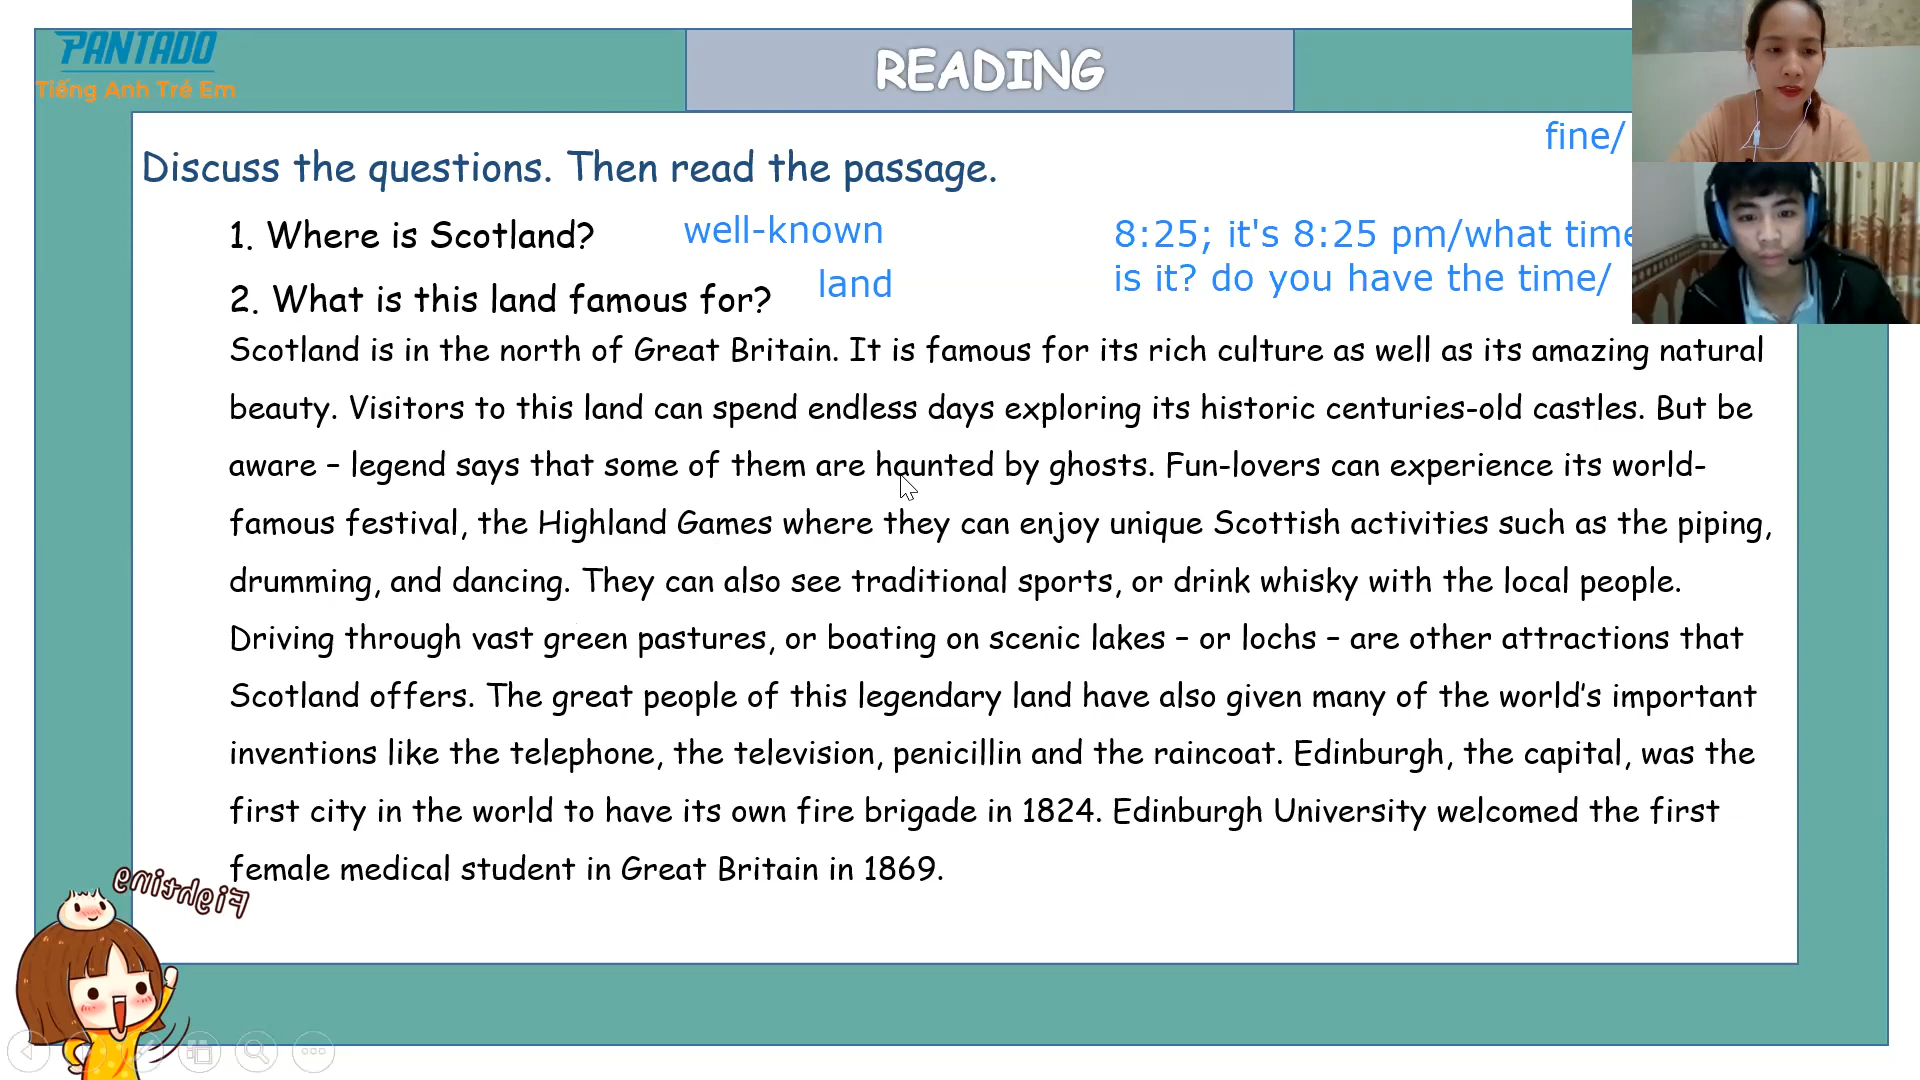 PANTADO
Tiếng Anh Trẻ Em
READING
fine/
Discuss the questions. Then read the passage.
1. Where is Scotland?
well-known
8:25; it's 8:25 pm/what time
is it? do you have the time/
2. What is this land famous for?
land
Scotland is in the north of Great Britain. It is famous for its rich culture as well as its amazing natural
beauty. Visitors to this land can spend endless days exploring its historic centuries-old castles. But be
aware – legend says that some of them are haunted by ghosts. Fun-lovers can experience its world-
famous festival, the Highland Games where they can enjoy unique Scottish activities such as the piping,
drumming, and dancing. They can also see traditional sports, or drink whisky with the local people.
Driving through vast green pastures, or boating on scenic lakes – or lochs – are other attractions that
Scotland offers. The great people of this legendary land have also given many of the world's important
inventions like the telephone, the television, penicillin and the raincoat. Edinburgh, the capital, was the
first city in the world to have its own fire brigade in 1824. Edinburgh University welcomed the first
female medical student in Great Britain in 1869.
Fighting